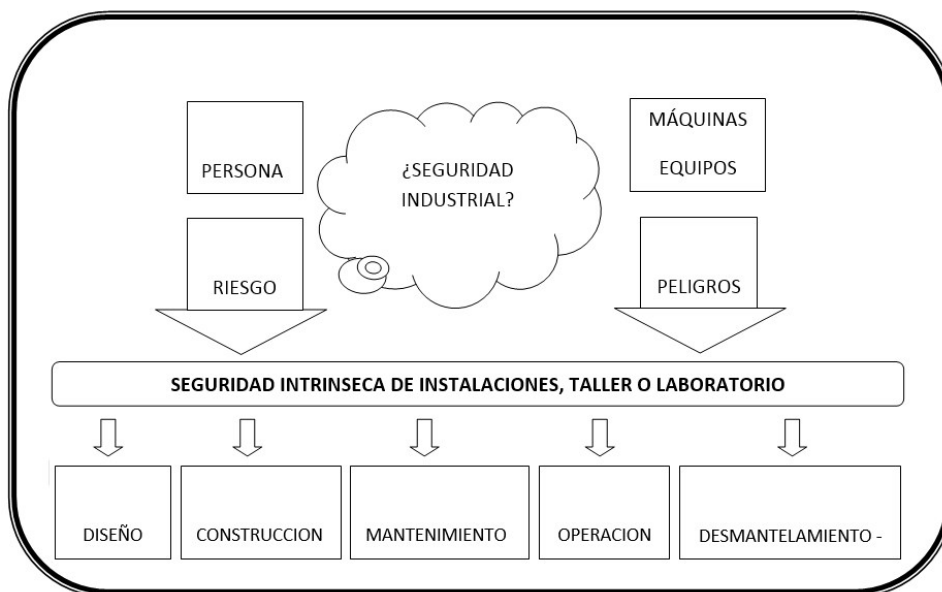 PERSONA
¿SEGURIDAD
INDUSTRIAL?
MÁQUINAS
EQUIPOS
RIESGO
PELIGROS
SEGURIDAD INTRINSECA DE INSTALACIONES, TALLER O LABORATORIO
DISEÑO
CONSTRUCCION
MANTENIMIENTO
OPERACION
DESMANTELAMIENTO -